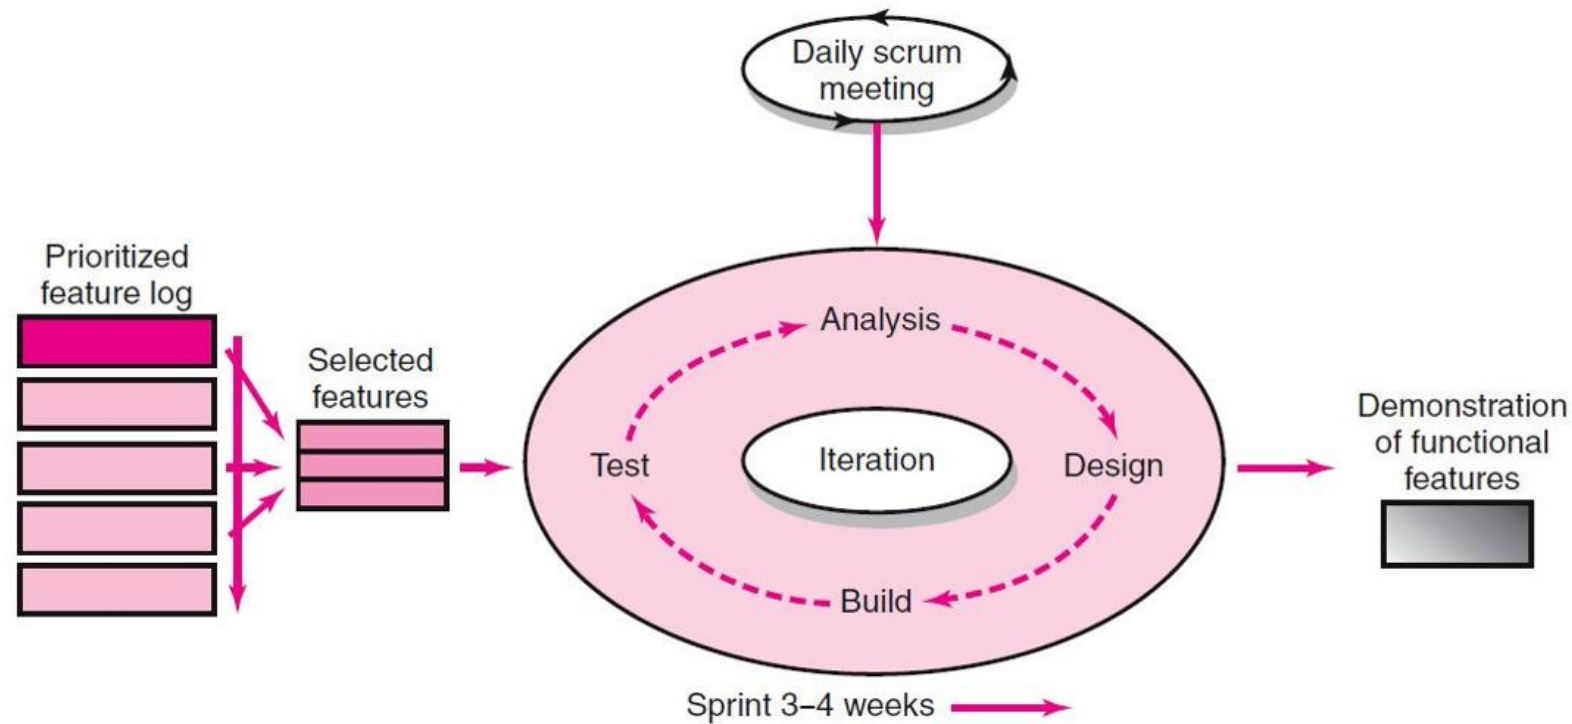 Daily scrum
meeting
Prioritized
feature log
Selected
features
Analysis
Test
Iteration
Design
Build
Demonstration
of functional
features
Sprint 3–4 weeks